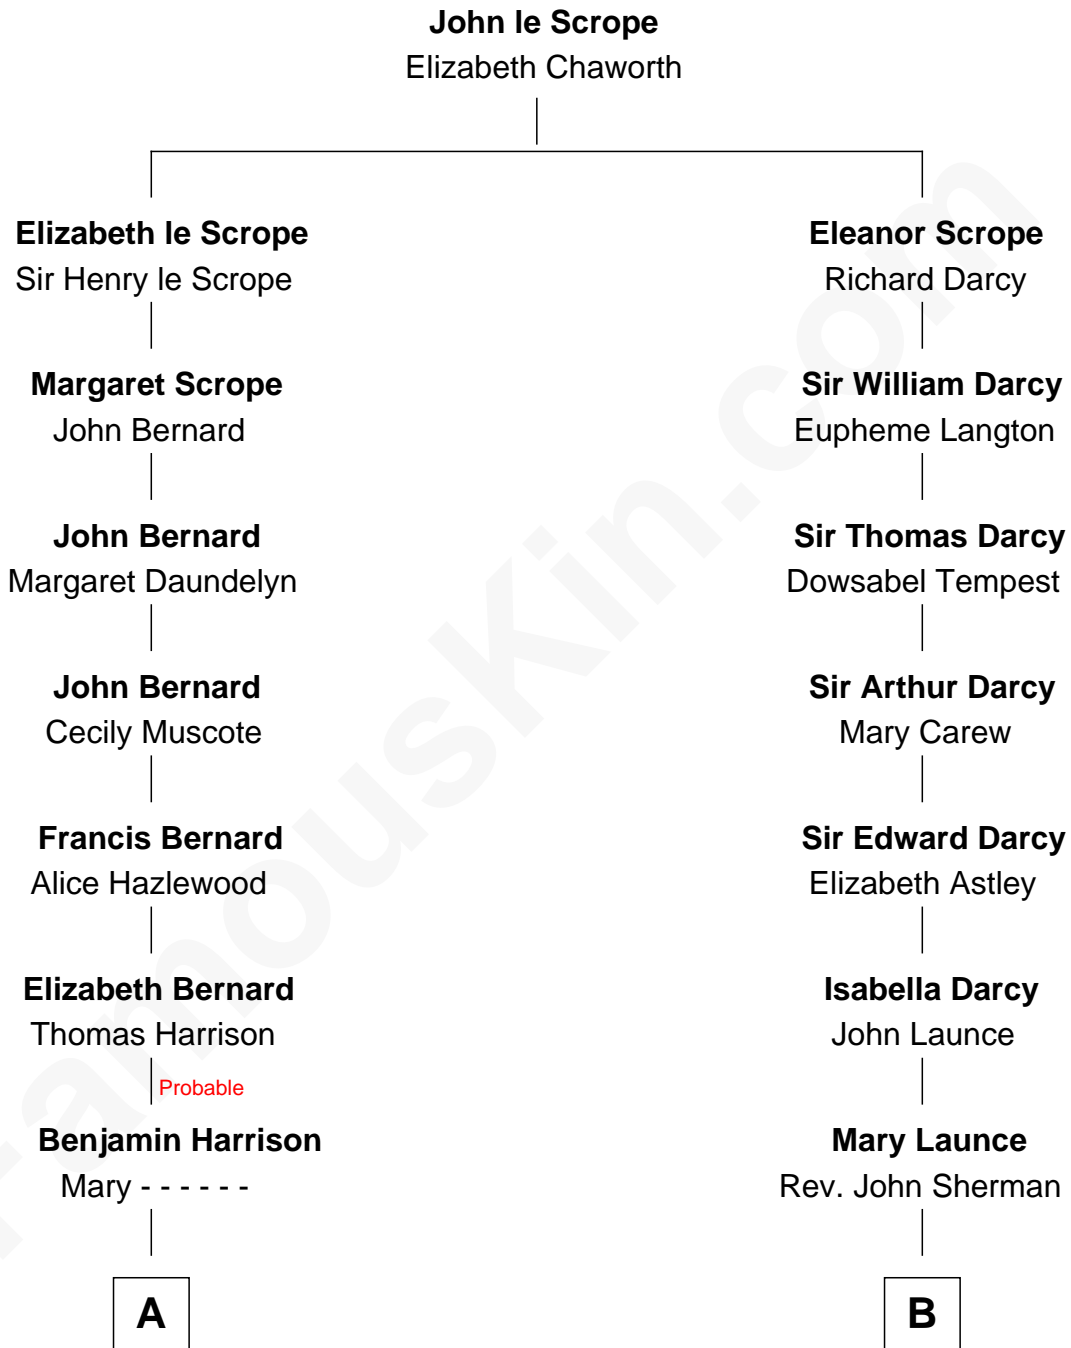 John le Scrope
Elizabeth Chaworth
Elizabeth le Scrope
Sir Henry le Scrope
Eleanor Scrope
Richard Darcy
Margaret Scrope
John Bernard
Sir William Darcy
Eupheme Langton
John Bernard
Margaret Daundelyn
Sir Thomas Darcy
Dowsabel Tempest
John Bernard
Cecily Muscote
Sir Arthur Darcy
Mary Carew
Francis Bernard
Alice Hazlewood
Sir Edward Darcy
Elizabeth Astley
Elizabeth Bernard
Thomas Harrison
Isabella Darcy
John Launce
Probable
Benjamin Harrison
Mary - - - - - -
Mary Launce
Rev. John Sherman
A
B
FamousKin.com